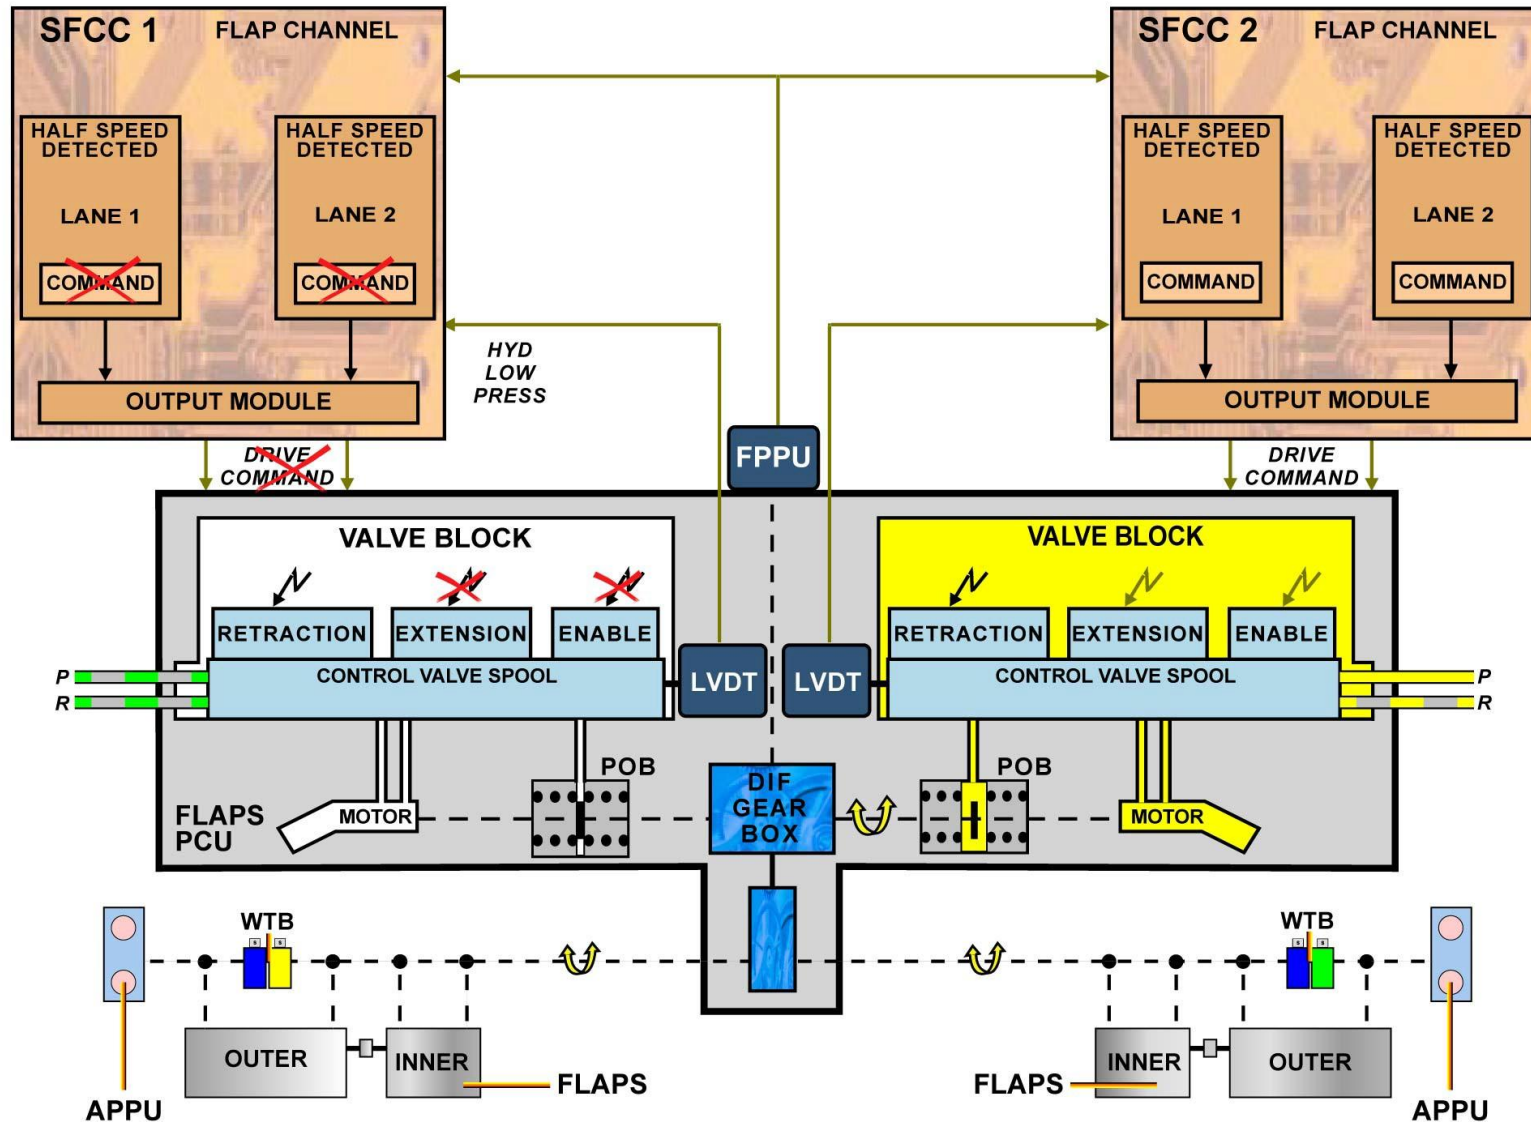 SFCC 1 FLAP CHANNEL
HALF SPEED
DETECTED
LANE 1
COMMAND
HALF SPEED
DETECTED
LANE 2
COMMAND
OUTPUT MODULE
DRIVE
COMMAND
HYD
LOW
PRESS
SFCC 2 FLAP CHANNEL
HALF SPEED
DETECTED
LANE 1
COMMAND
HALF SPEED
DETECTED
LANE 2
COMMAND
OUTPUT MODULE
DRIVE
COMMAND
FPPU
VALVE BLOCK
RETRACTION
EXTENSION
ENABLE
CONTROL VALVE SPOOL
P
R
LVDT
LVDT
VALVE BLOCK
RETRACTION
EXTENSION
ENABLE
CONTROL VALVE SPOOL
P
R
FLAPS
PCU
MOTOR
POB
DIF
GEAR
BOX
POB
MOTOR
WTB
S S
WTB
S S
OUTER
INNER
FLAPS
APPU
INNER
OUTER
FLAPS
APPU